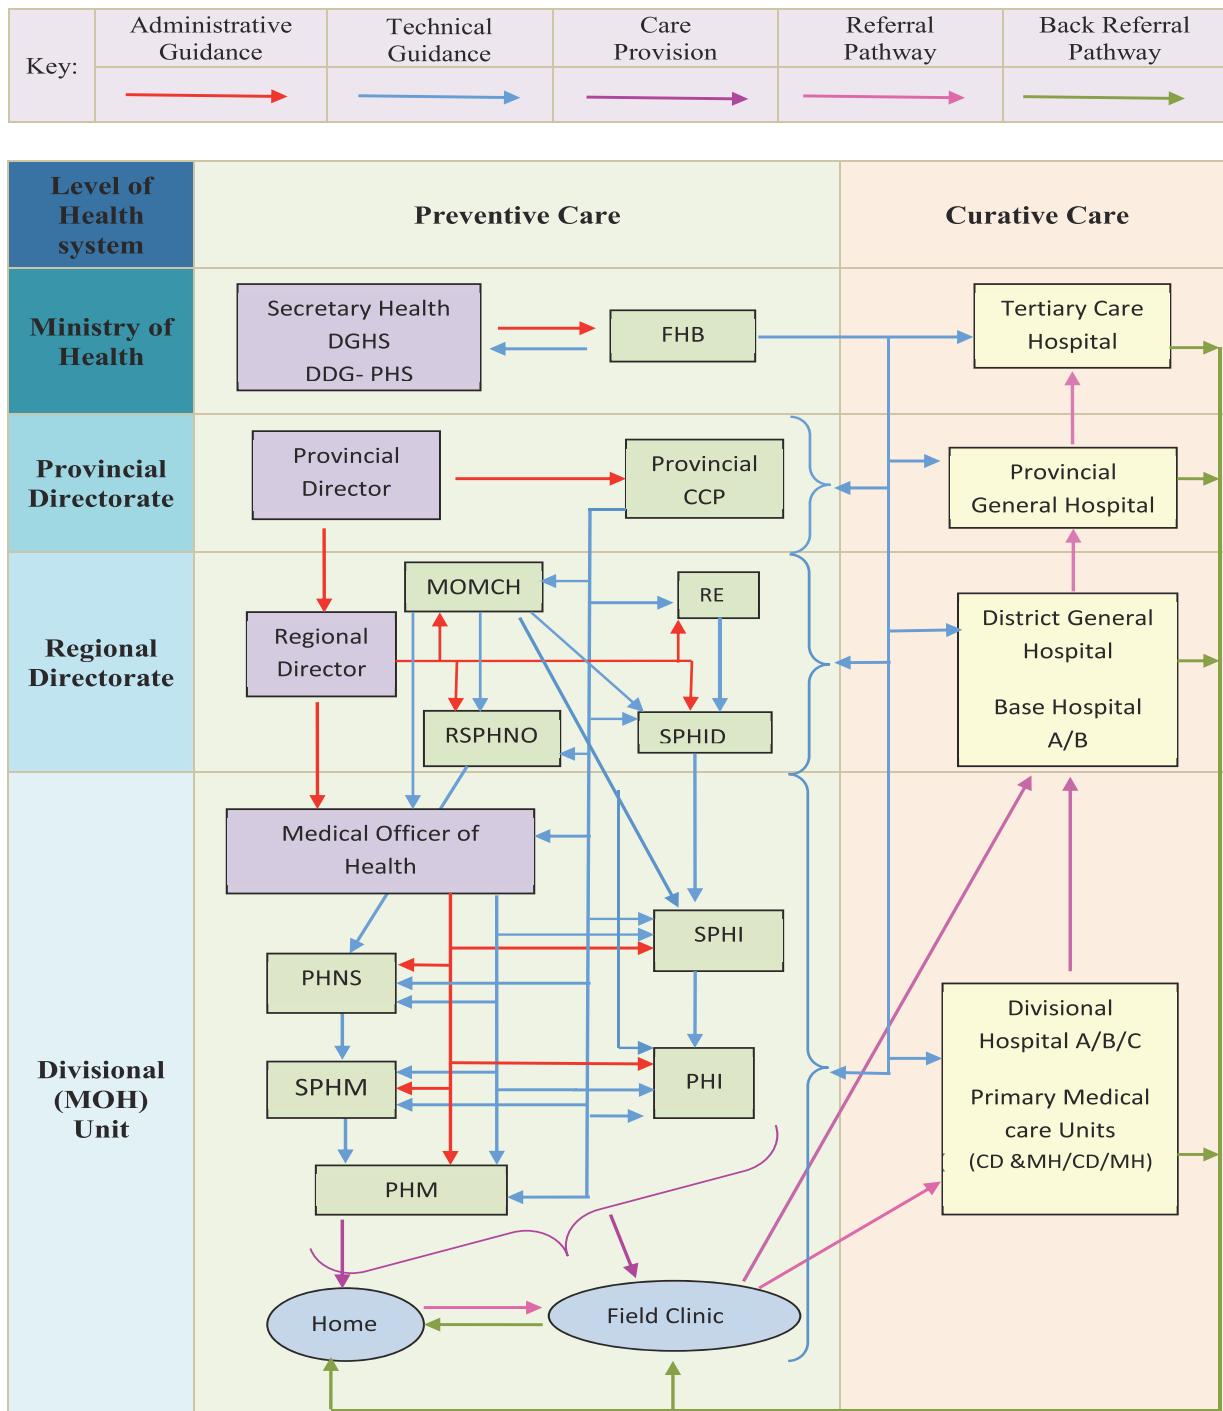 Key:
Administrative
Guidance
Technical
Guidance
Care
Provision
Referral
Pathway
Back Referral
Pathway
Level of
Health
system
Preventive Care
Curative Care
Ministry of
Health
Secretary Health
DGHS
DDG- PHS
FHB
Tertiary Care
Hospital
Provincial
Directorate
Provincial
Director
Provincial
CCP
Provincial
General Hospital
Regional
Directorate
MOMCH
RE
Regional
Director
RSPHNO
SPHID
District General
Hospital
Base Hospital
A/B
Divisional
(MOH)
Unit
Medical Officer of
Health
SPHI
PHNS
SPHM
PHI
PHM
Divisional
Hospital A/B/C
Primary Medical
care Units
(CD &MH/CD/MH)
Home
Field Clinic